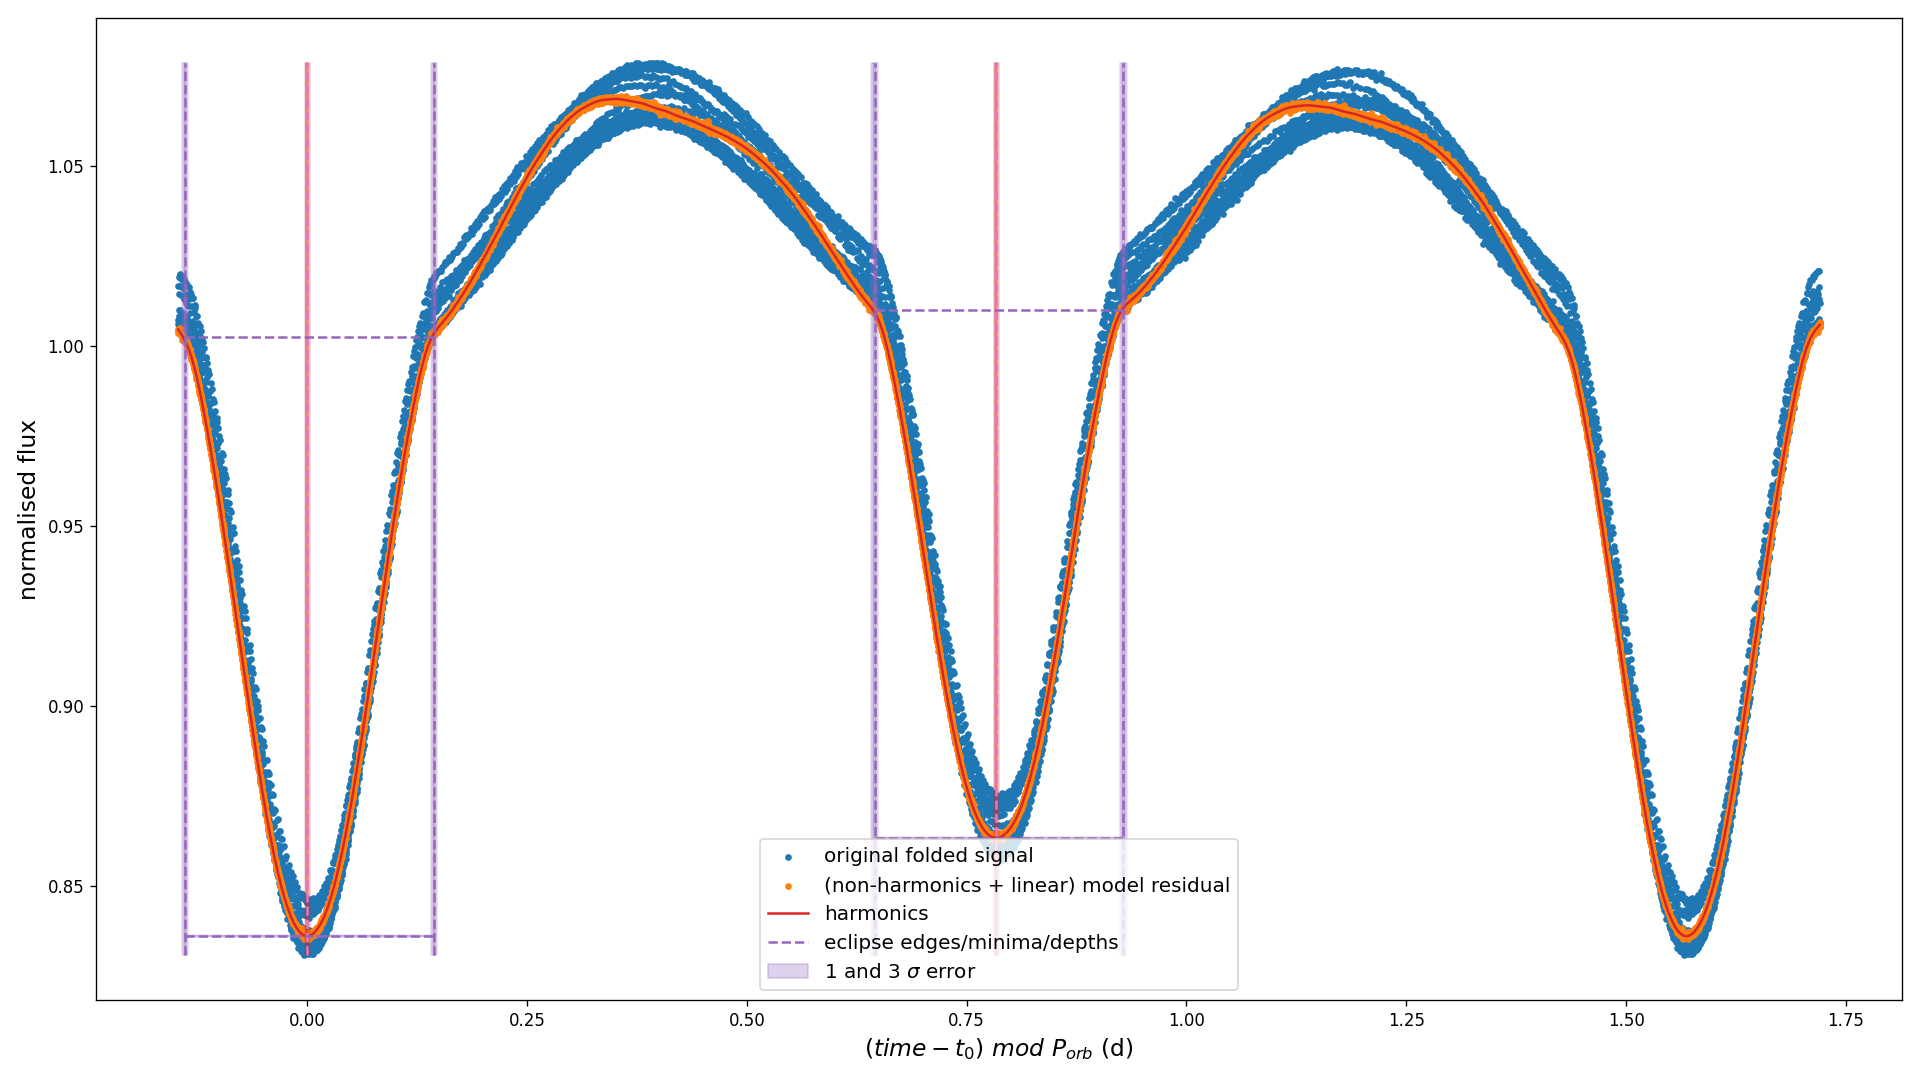 normalised flux
1.05
1.00
0.95
0.90
0.85
original folded signal
(non-harmonics + linear) model residual
harmonics
eclipse edges/minima/depths
1 and 3 σ error
0.00 0.25 0.50 0.75 1.00 1.25 1.50 1.75
(time − t₀) mod Pₒᵣb (d)